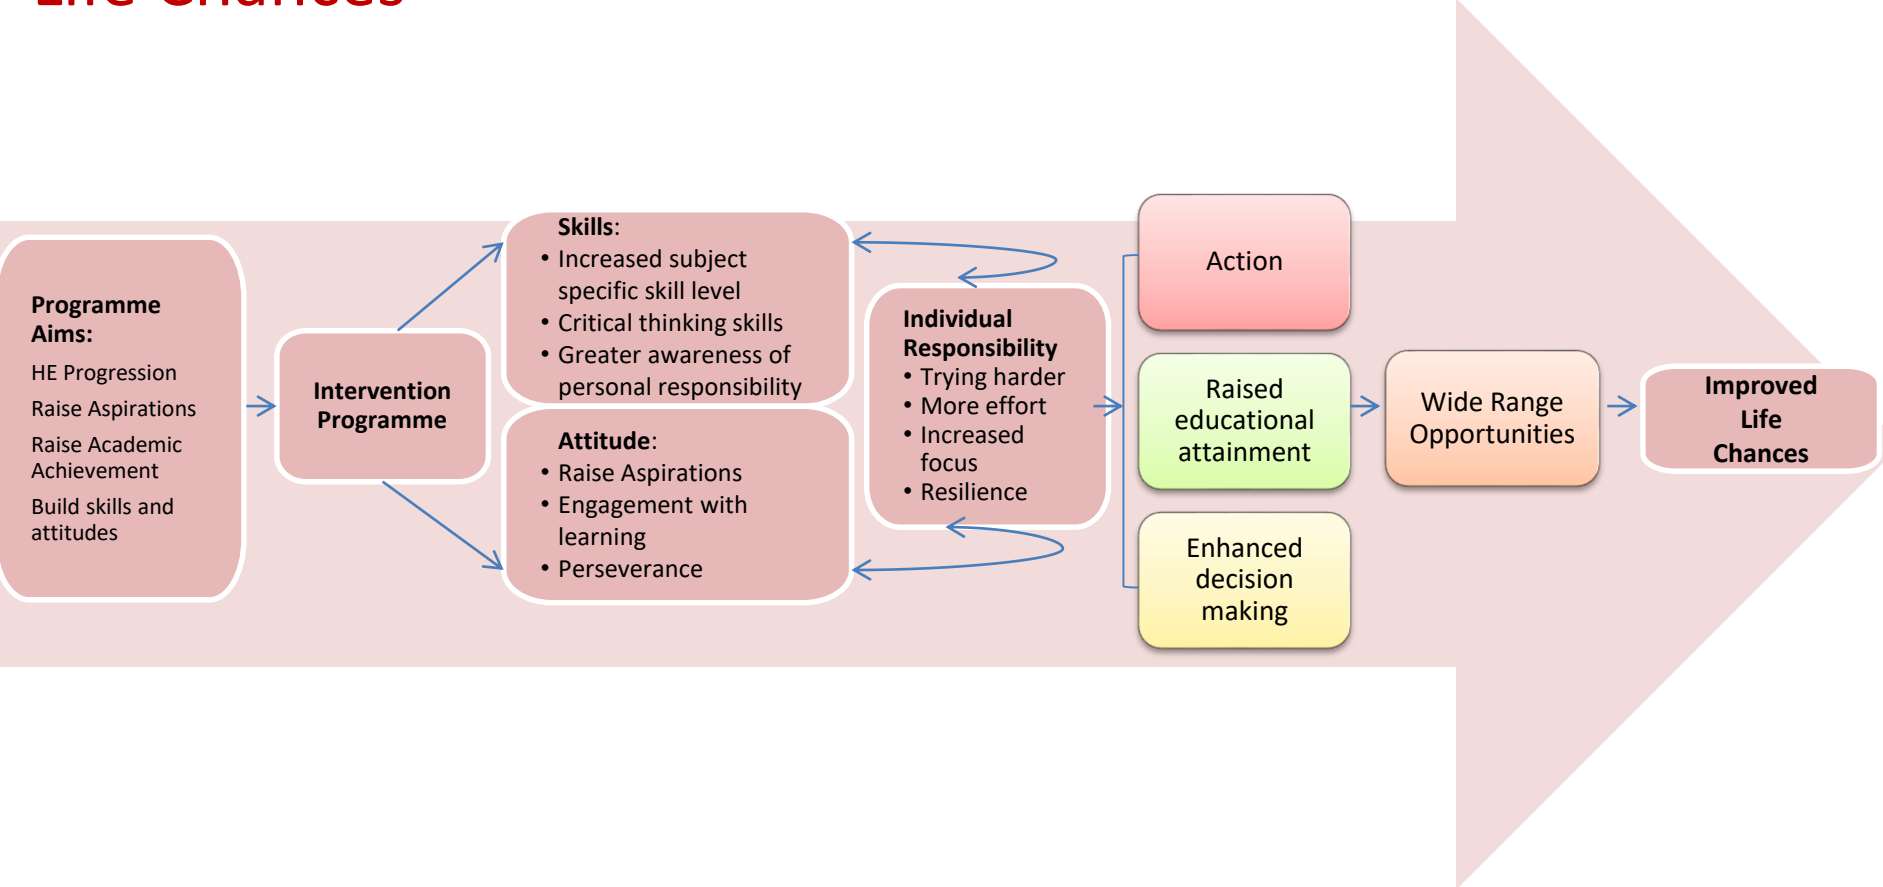 Life Chances
Programme
Aims:
HE Progression
Raise Aspirations
Raise Academic
Achievement
Build skills and
attitudes
Intervention
Programme
Skills:
• Increased subject
specific skill level
• Critical thinking skills
• Greater awareness of
personal responsibility
Attitude:
• Raise Aspirations
• Engagement with
learning
• Perseverance
Individual
Responsibility
• Trying harder
• More effort
• Increased
focus
• Resilience
Action
Raised
educational
attainment
Enhanced
decision
making
Wide Range
Opportunities
Improved
Life
Chances